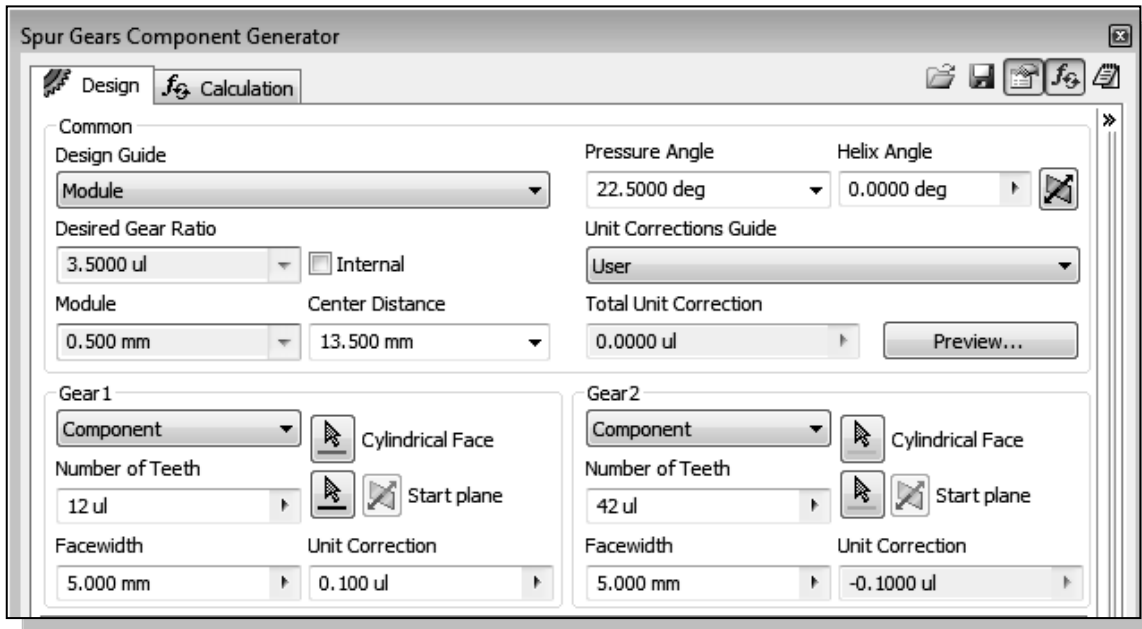 Spur Gears Component Generator
Design
Calculation
Common
Design Guide
Pressure Angle
Helix Angle
Module
22.5000 deg
0.0000 deg
Desired Gear Ratio
Unit Corrections Guide
3.5000 ul
Internal
User
Module
Center Distance
Total Unit Correction
0.500 mm
13.500 mm
0.0000 ul
Preview...
Gear1
Component
Cylindrical Face
Number of Teeth
Start plane
12 ul
Facewidth
Unit Correction
5.000 mm
0.100 ul
Gear2
Component
Cylindrical Face
Number of Teeth
Start plane
42 ul
Facewidth
Unit Correction
5.000 mm
-0.1000 ul